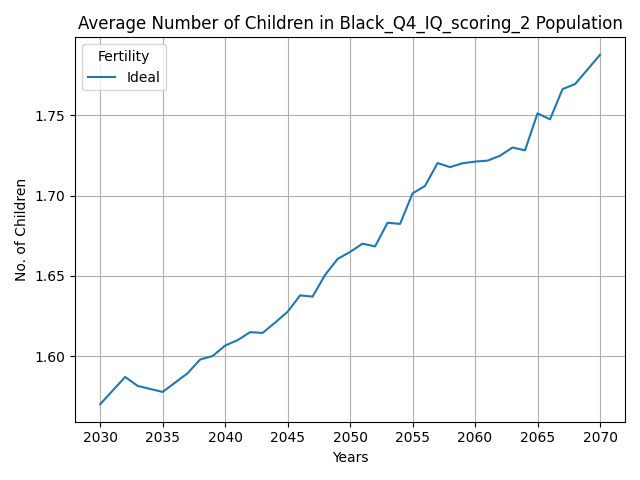 Average Number of Children in Black_Q4_IQ_scoring_2 Population
Fertility
Ideal
No. of Children
1.75
1.70
1.65
1.60
2030 2035 2040 2045 2050 2055 2060 2065 2070
Years